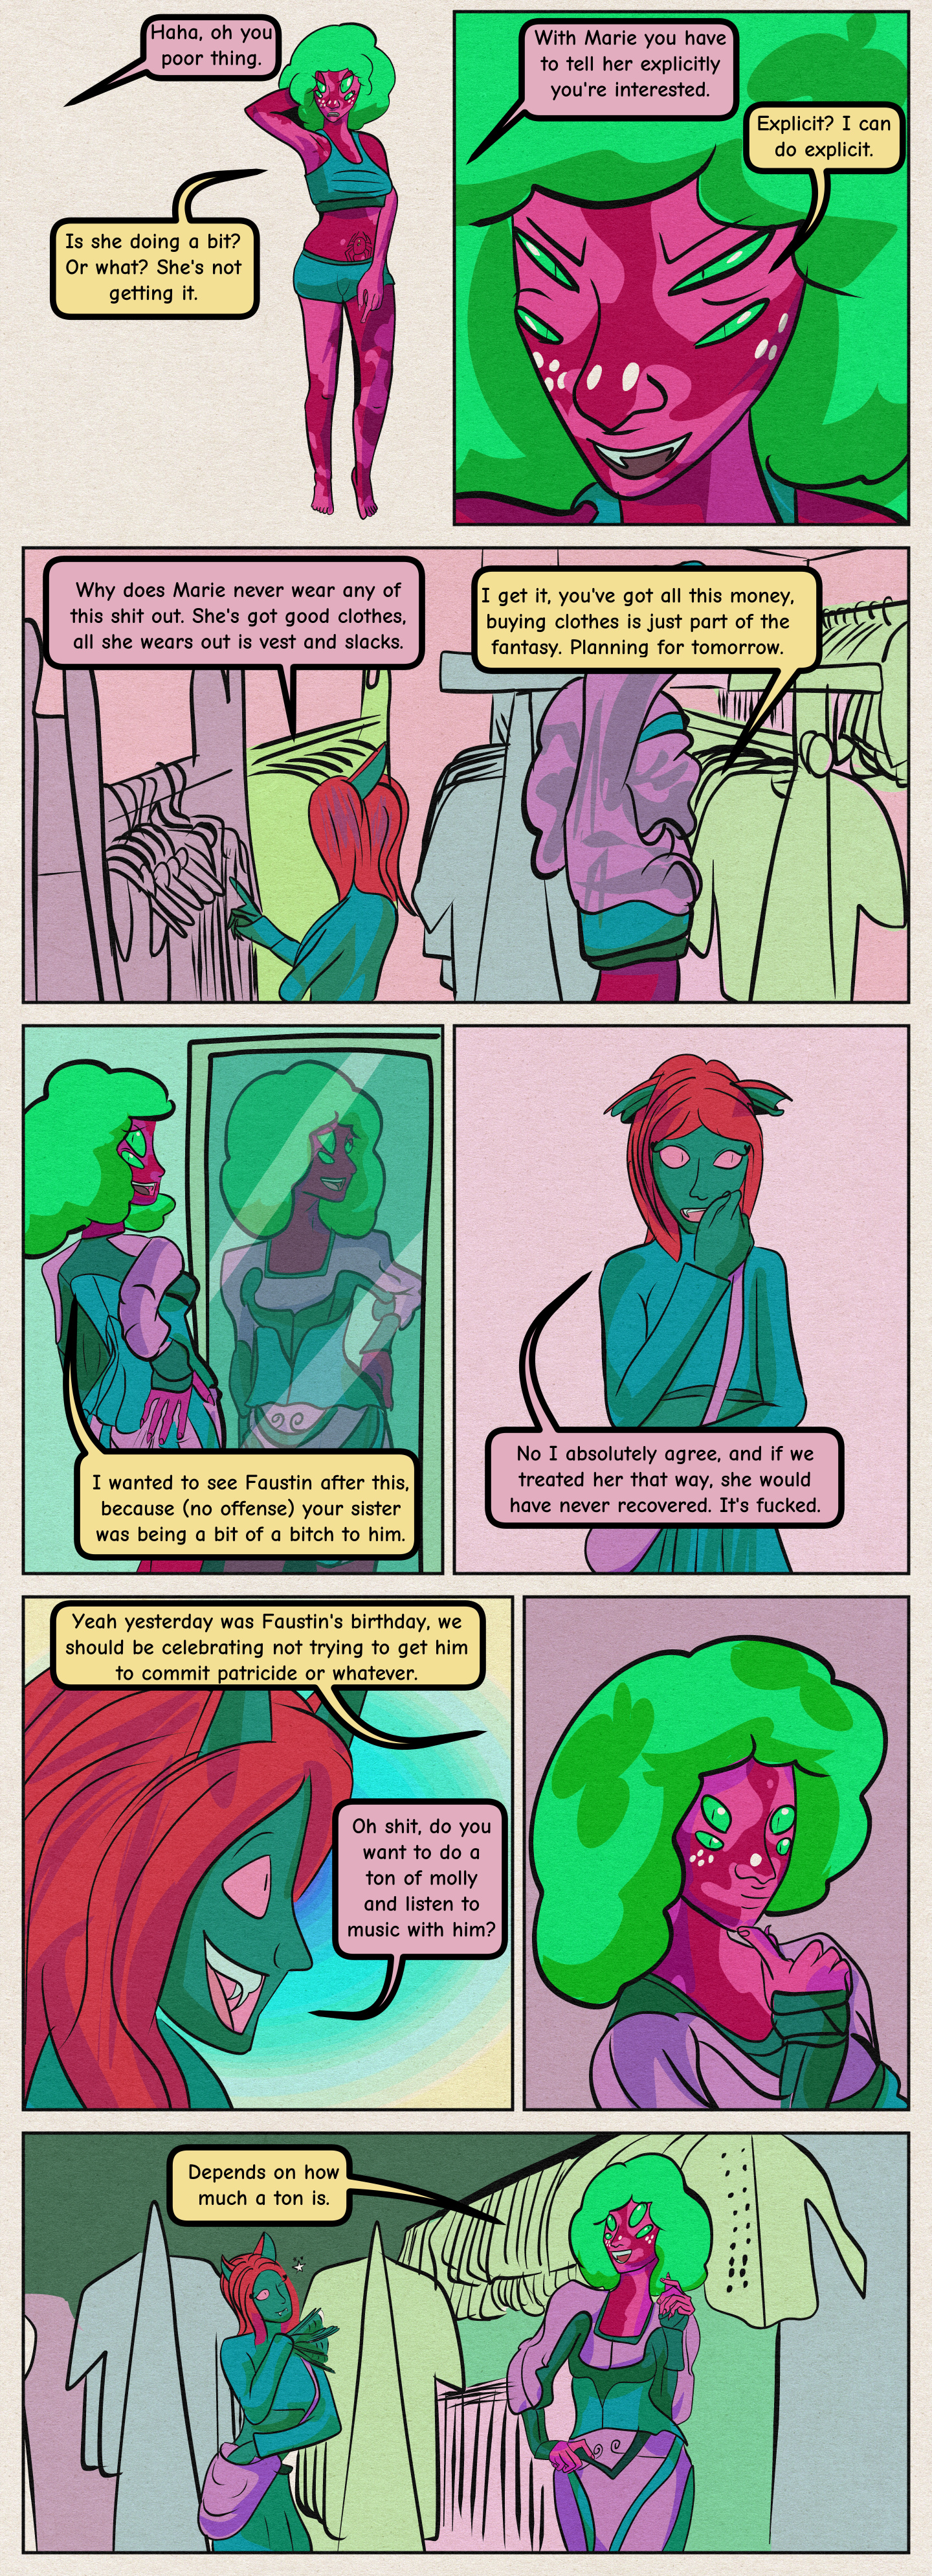 Haha, oh you
poor thing.
Is she doing a bit?
Or what? She's not
getting it.
With Marie you have
to tell her explicitly
you're interested.
Explicit? I can
do explicit.
Why does Marie never wear any of
this shit out. She's got good clothes,
all she wears out is vest and slacks.
I get it, you've got all this money,
buying clothes is just part of the
fantasy. Planning for tomorrow.
I wanted to see Faustin after this,
because (no offense) your sister
was being a bit of a bitch to him.
No I absolutely agree, and if we
treated her that way, she would
have never recovered. It's fucked.
Yeah yesterday was Faustin's birthday, we
should be celebrating not trying to get him
to commit patricide or whatever.
Oh shit, do you
want to do a
ton of molly
and listen to
music with him?
Depends on how
much a ton is.